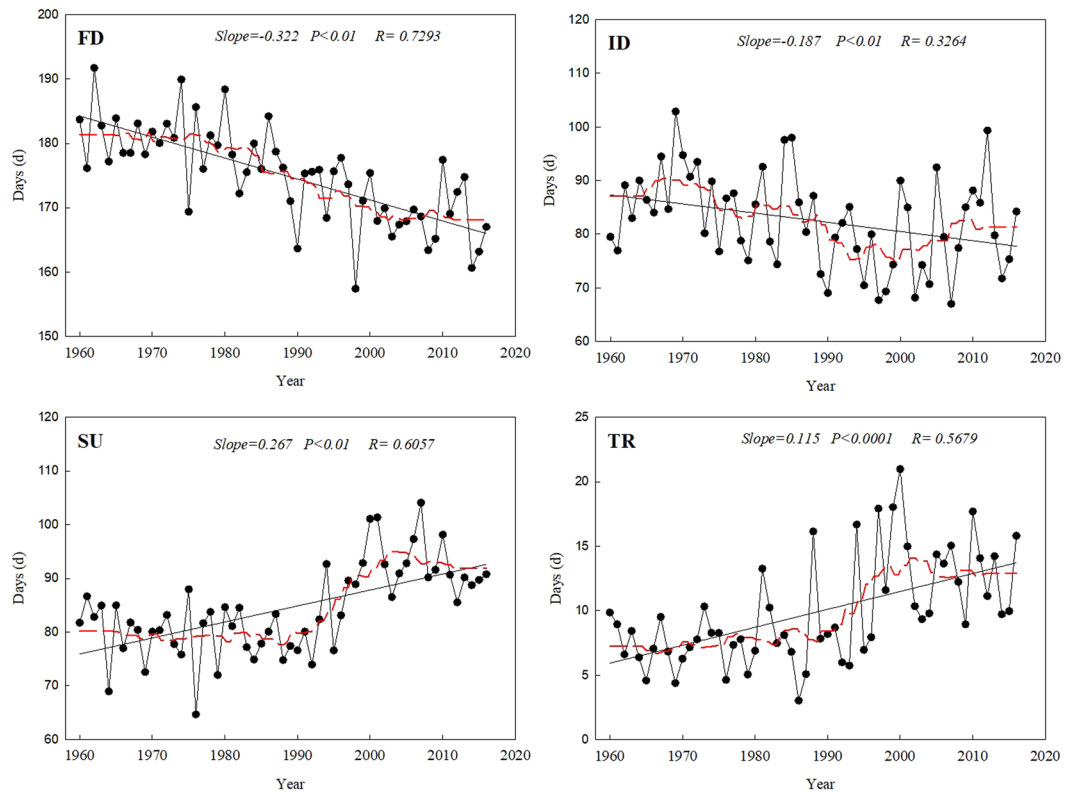 FD
Slope=-0.322 P<0.01 R= 0.7293
200
190
180
170
160
150
Days (d)
1960 1970 1980 1990 2000 2010 2020
Year
ID
Slope=-0.187 P<0.01 R= 0.3264
120
110
100
90
80
70
60
Days (d)
1960 1970 1980 1990 2000 2010 2020
Year
SU
Slope=0.267 P<0.01 R= 0.6057
120
110
100
90
80
70
60
Days (d)
1960 1970 1980 1990 2000 2010 2020
Year
TR
Slope=0.115 P<0.0001 R= 0.5679
25
20
15
10
5
0
Days (d)
1960 1970 1980 1990 2000 2010 2020
Year